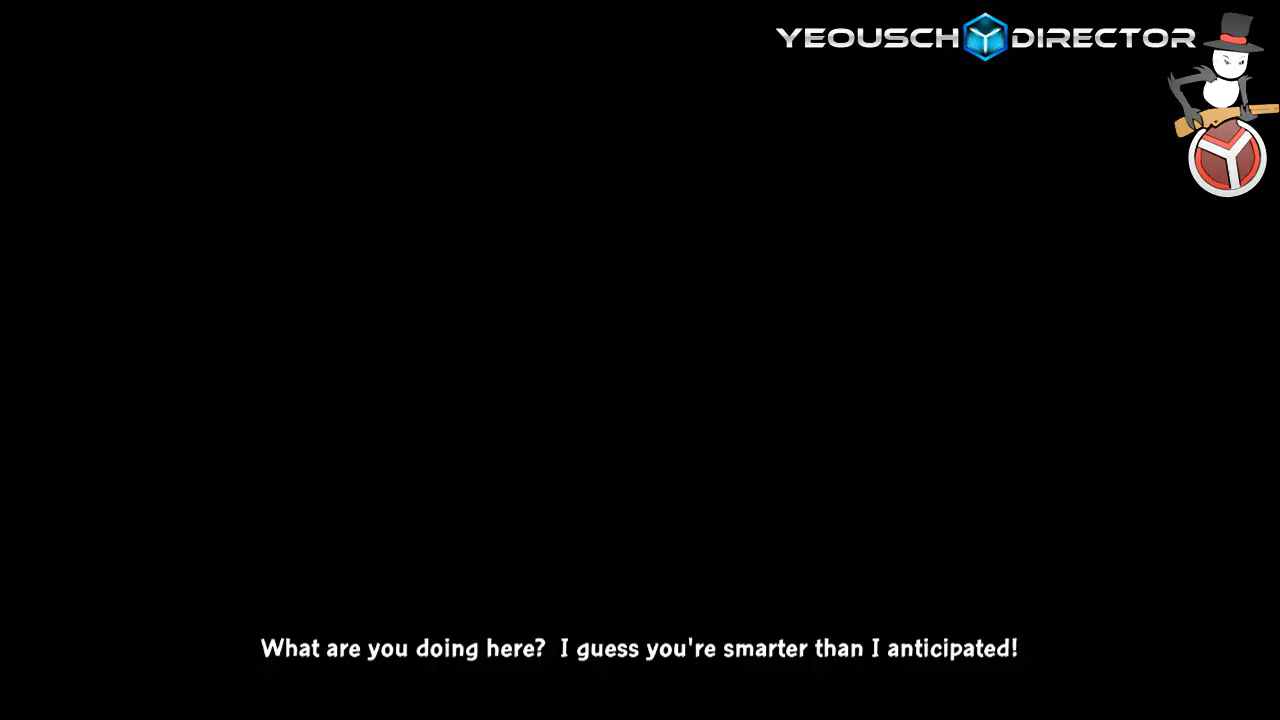 YEOUSCH DIRECTOR
What are you doing here?  I guess you're smarter than I anticipated!